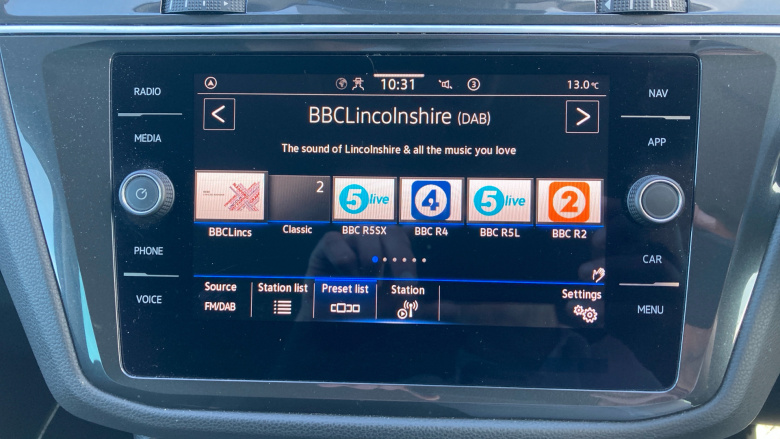 RADIO
MEDIA
PHONE
VOICE
10:31
3
13.0°C
<
BBCLincolnshire (DAB)
>
The sound of Lincolnshire & all the music you love
2
5 live
4
5 live
2
BBCLincs
Classic
BBC R5SX
BBC R4
BBC R5L
BBC R2
Source
FM/DAB
Station list
Preset list
Station
Settings
NAV
APP
CAR
MENU